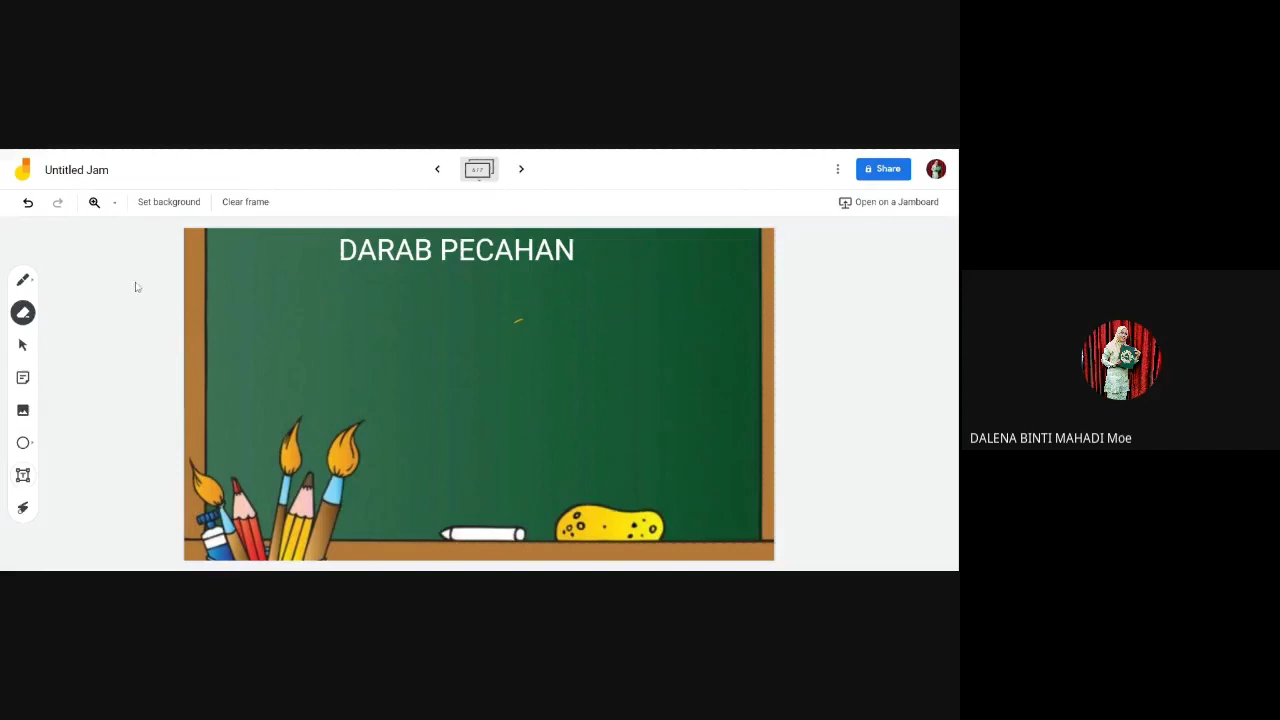 Untitled Jam
Share
Set background
Clear frame
Open on a Jamboard
DARAB PECAHAN
DALENA BINTI MAHADI Moe